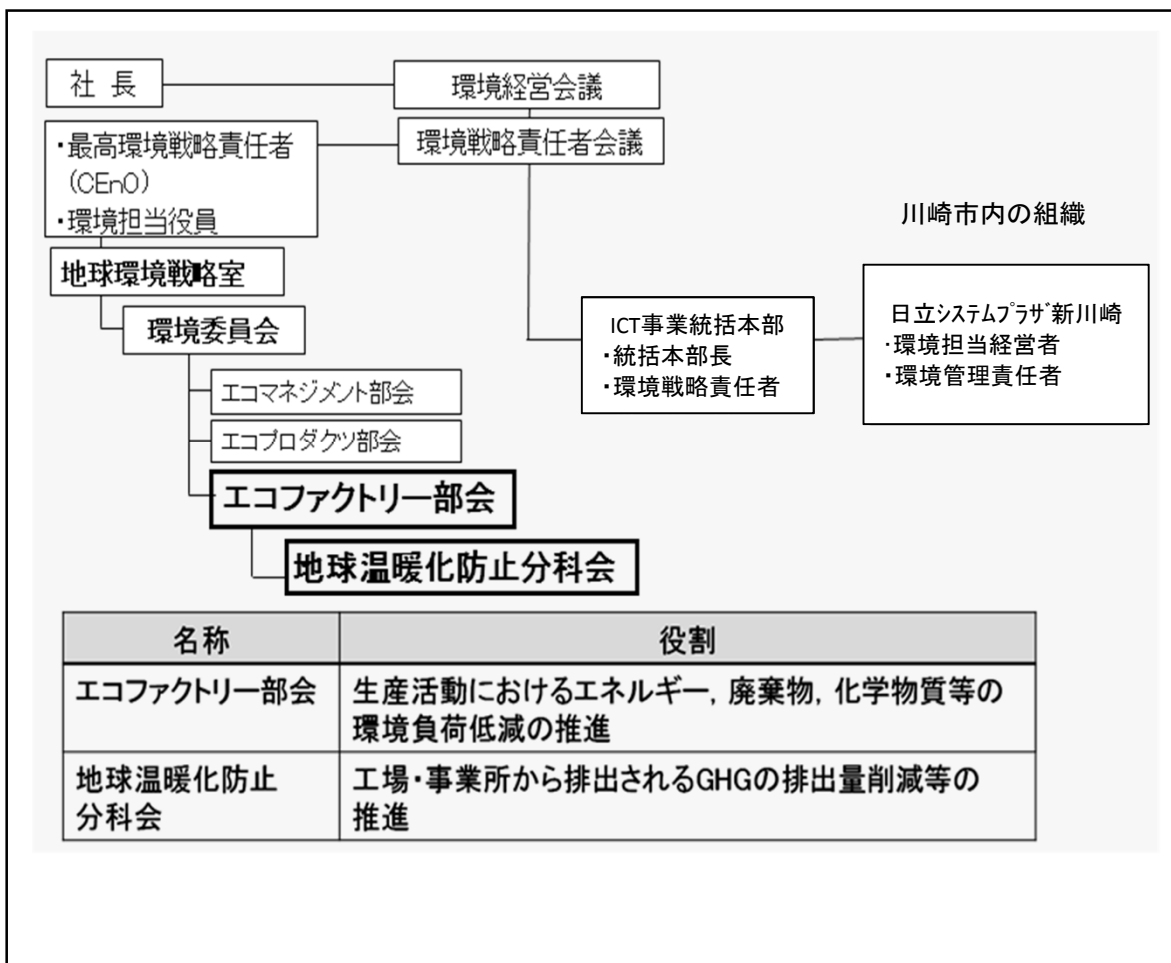 社 長
環境経営会議
・最高環境戦略責任者
(CEnO)
・環境担当役員
環境戦略責任者会議
川崎市内の組織
地球環境戦略室
環境委員会
ICT事業統括本部
・統括本部長
・環境戦略責任者
日立システムプラザ新川崎
・環境担当経営者
・環境管理責任者
エコマネジメント部会
エコプロダクツ部会
エコファクトリー部会
地球温暖化防止分科会
名称 役割
エコファクトリー部会 生産活動におけるエネルギー, 廃棄物, 化学物質等の
環境負荷低減の推進
地球温暖化防止 工場・事業所から排出されるGHGの排出量削減等の
分科会 推進